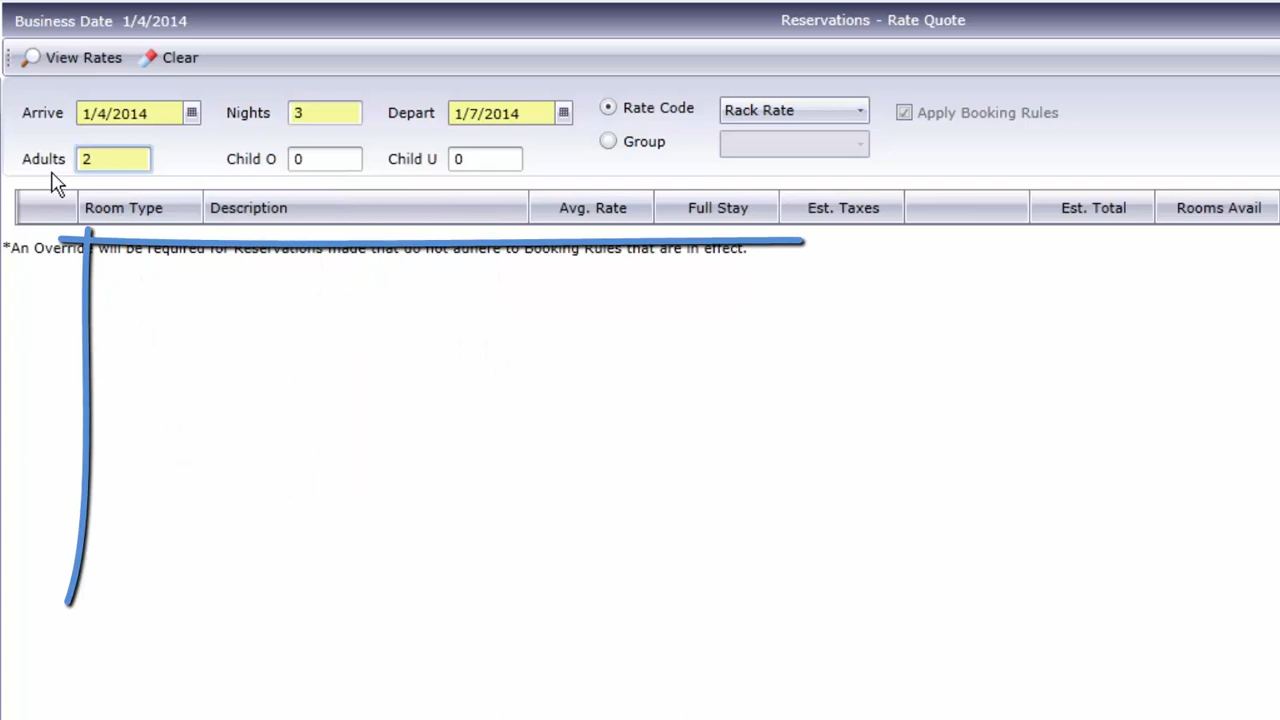 Business Date 1/4/2014 Reservations - Rate Quote
View Rates Clear
Arrive 1/4/2014 Nights 3 Depart 1/7/2014 Rate Code Rack Rate Apply Booking Rules
Group
Adults 2 Child O 0 Child U 0
Room Type Description Avg. Rate Full Stay Est. Taxes Est. Total Rooms Avail
*An Override will be required for Reservations made that do not adhere to Booking Rules that are in effect.